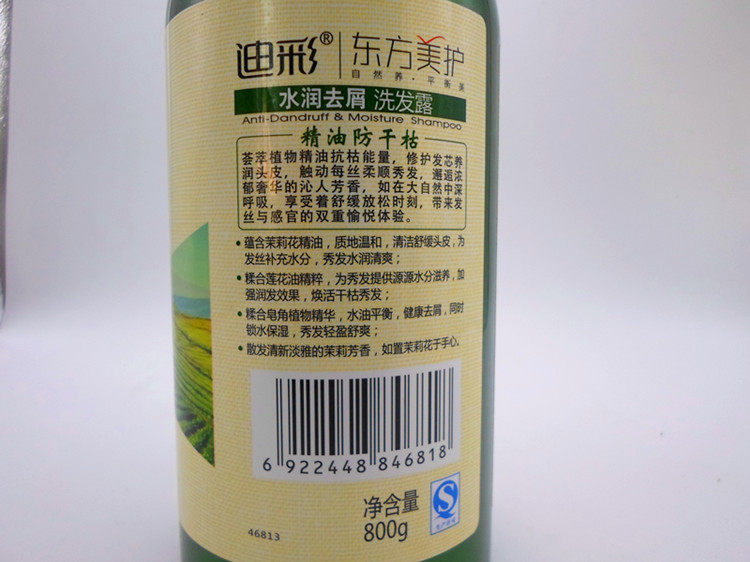 迪彩® 东方美护
自然养·平衡美
水润去屑 洗发露
Anti-Dandruff & Moisture Shampoo
精油防干枯
荟萃植物精油抗枯能量，修护发芯养
润头皮，触动每丝柔顺秀发，邂逅浓
郁奢华的沁人芳香，如在大自然中深
呼吸，享受着舒缓放松时刻，带来发
丝与感官的双重愉悦体验。
• 蕴含茉莉花精油，质地温和，清洁舒缓头皮，为
发丝补充水分，秀发水润清爽；
• 糅合莲花油精粹，为秀发提供源源水分滋养，加
强润发效果，焕活干枯秀发；
• 糅合皂角植物精华，水油平衡，健康去屑，同时
锁水保湿，秀发轻盈舒爽；
• 散发清新淡雅的茉莉芳香，如置茉莉花于手心。
6 922448 846818
净含量
800g
生产许可
46813